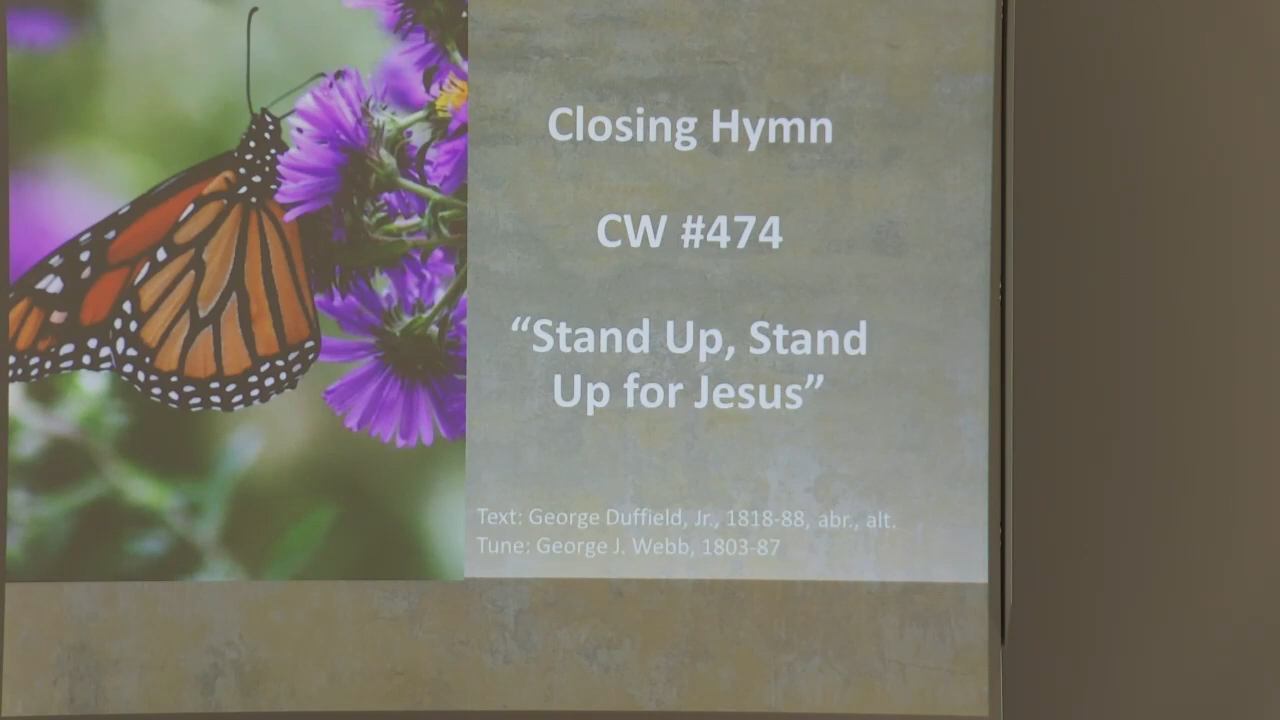 Closing Hymn
CW #474
“Stand Up, Stand
Up for Jesus”
Text: George Duffield, Jr., 1818-88, abr., alt.
Tune: George J. Webb, 1803-87